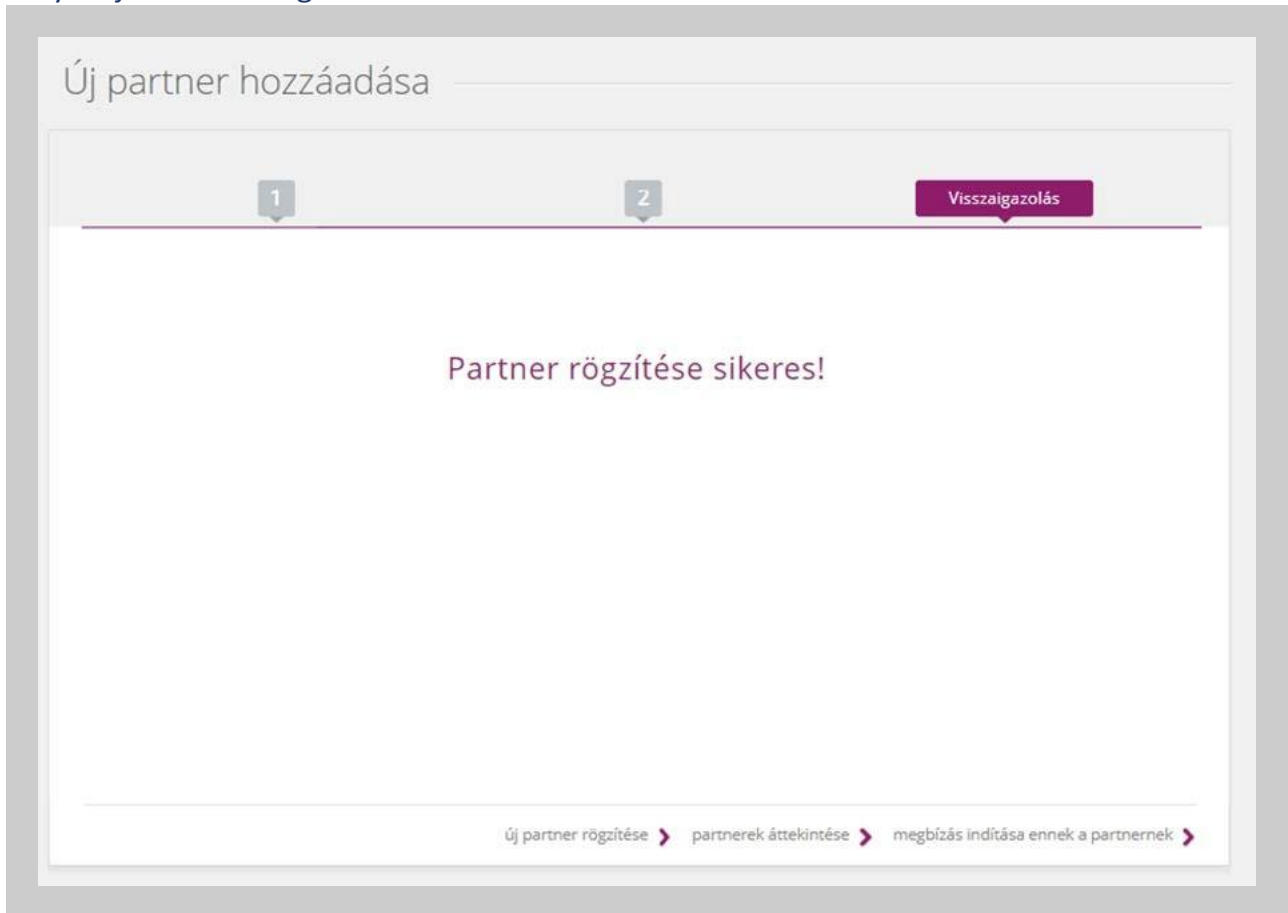 Új partner hozzáadása
1 2 Visszaigazolás
Partner rögzítése sikeres!
új partner rögzítése partnerek áttekintése megbízás indítása ennek a partnernek